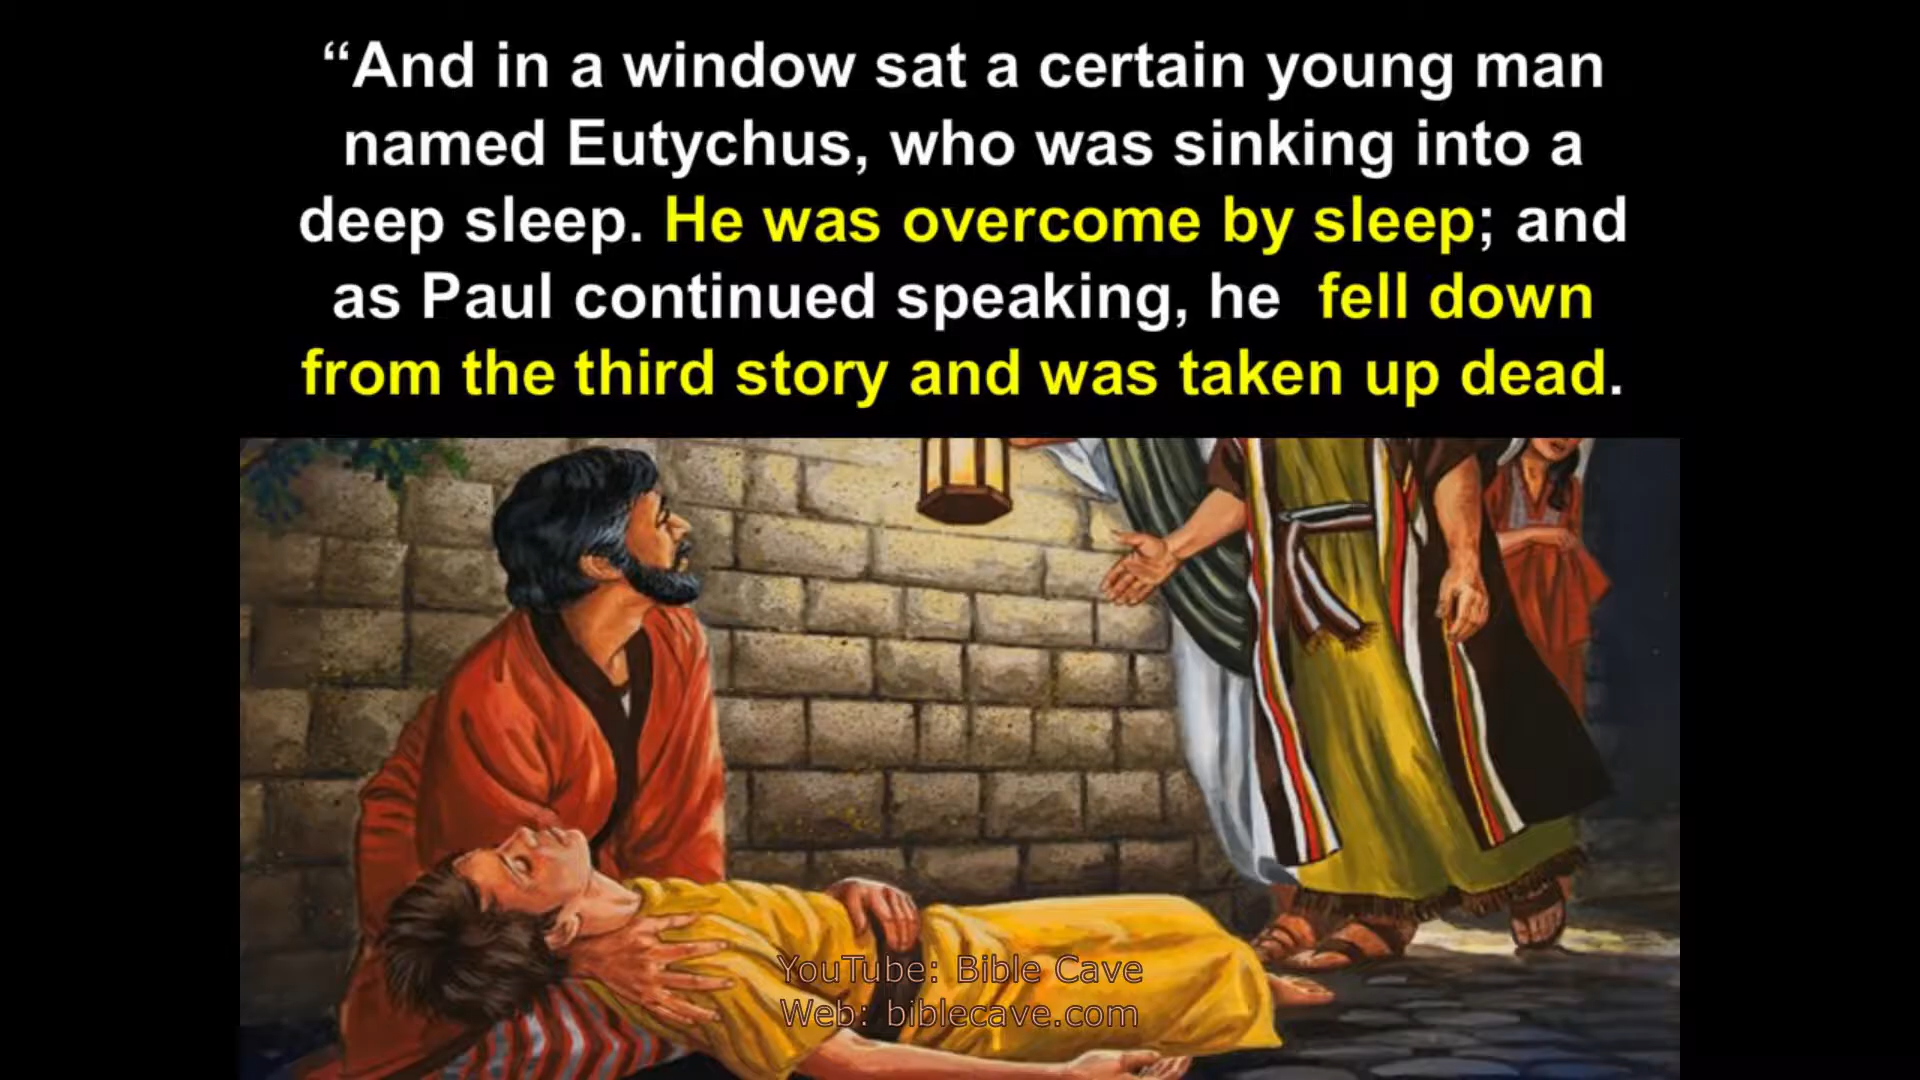 “And in a window sat a certain young man
named Eutychus, who was sinking into a
deep sleep. He was overcome by sleep; and
as Paul continued speaking, he  fell down
from the third story and was taken up dead.
YouTube: Bible Cave
Web: biblecave.com